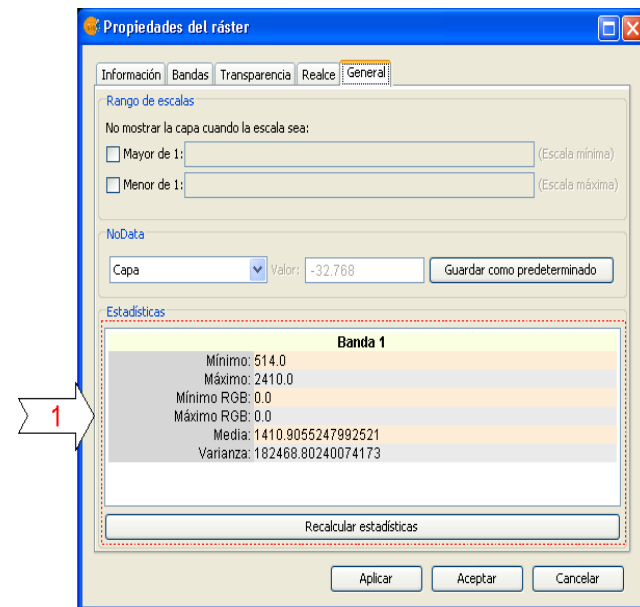 Propiedades del ráster
Información Bandas Transparencia Realce General
Rango de escalas
No mostrar la capa cuando la escala sea:
Mayor de 1: (Escala mínima)
Menor de 1: (Escala máxima)
NoData
Capa Valor: -32.768 Guardar como predeterminado
Estadísticas
Banda 1
Mínimo: 514.0
Máximo: 2410.0
Mínimo RGB: 0.0
Máximo RGB: 0.0
Media: 1410.9055247992521
Varianza: 182468.80240074173
1
Recalcular estadísticas
Aplicar Aceptar Cancelar